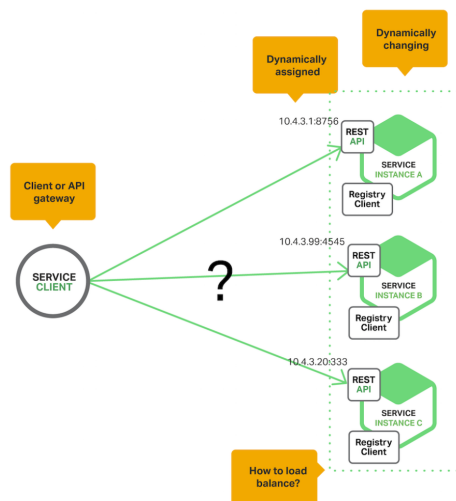 Dynamically
changing
Dynamically
assigned
10.4.3.1:8756
REST
API
SERVICE
INSTANCE A
Registry
Client
Client or API
gateway
10.4.3.99:4545
REST
API
SERVICE
CLIENT
?
SERVICE
INSTANCE B
Registry
Client
10.4.3.20:333
REST
API
SERVICE
INSTANCE C
Registry
Client
How to load
balance?